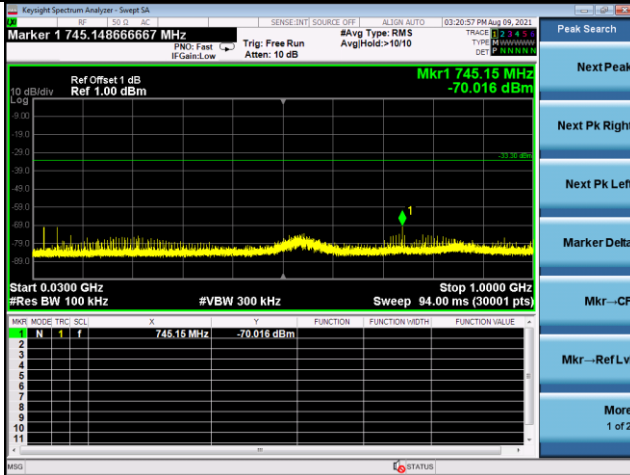 Keysight Spectrum Analyzer - Swept SA
RF 50 Ω AC SENSE:INT SOURCE OFF ALIGN AUTO 03:20:57 PM Aug 09, 2021
Marker 1 745.148666667 MHz
PNO: Fast
IFGain:Low
Trig: Free Run
Atten: 10 dB
#Avg Type: RMS
Avg|Hold:>10/10
TRACE 1 2 3 4 5 6
TYPE M W W W W W
DET P N N N N N
Peak Search
Mkr1 745.15 MHz
-70.016 dBm
Ref Offset 1 dB
10 dB/div Ref 1.00 dBm
Log
-9.00
-19.0
-29.0
-33.30 dBm
-39.0
-49.0
-59.0
-69.0
-79.0
-89.0
1
Start 0.0300 GHz Stop 1.0000 GHz
#Res BW 100 kHz #VBW 300 kHz Sweep 94.00 ms (30001 pts)
MKR MODE TRC SCL X Y FUNCTION FUNCTION WIDTH FUNCTION VALUE
1 N 1 f 745.15 MHz -70.016 dBm
2
3
4
5
6
7
8
9
10
11
MSG STATUS
Next Peak
Next Pk Right
Next Pk Left
Marker Delta
Mkr→CF
Mkr→Ref Lvl
More
1 of 2